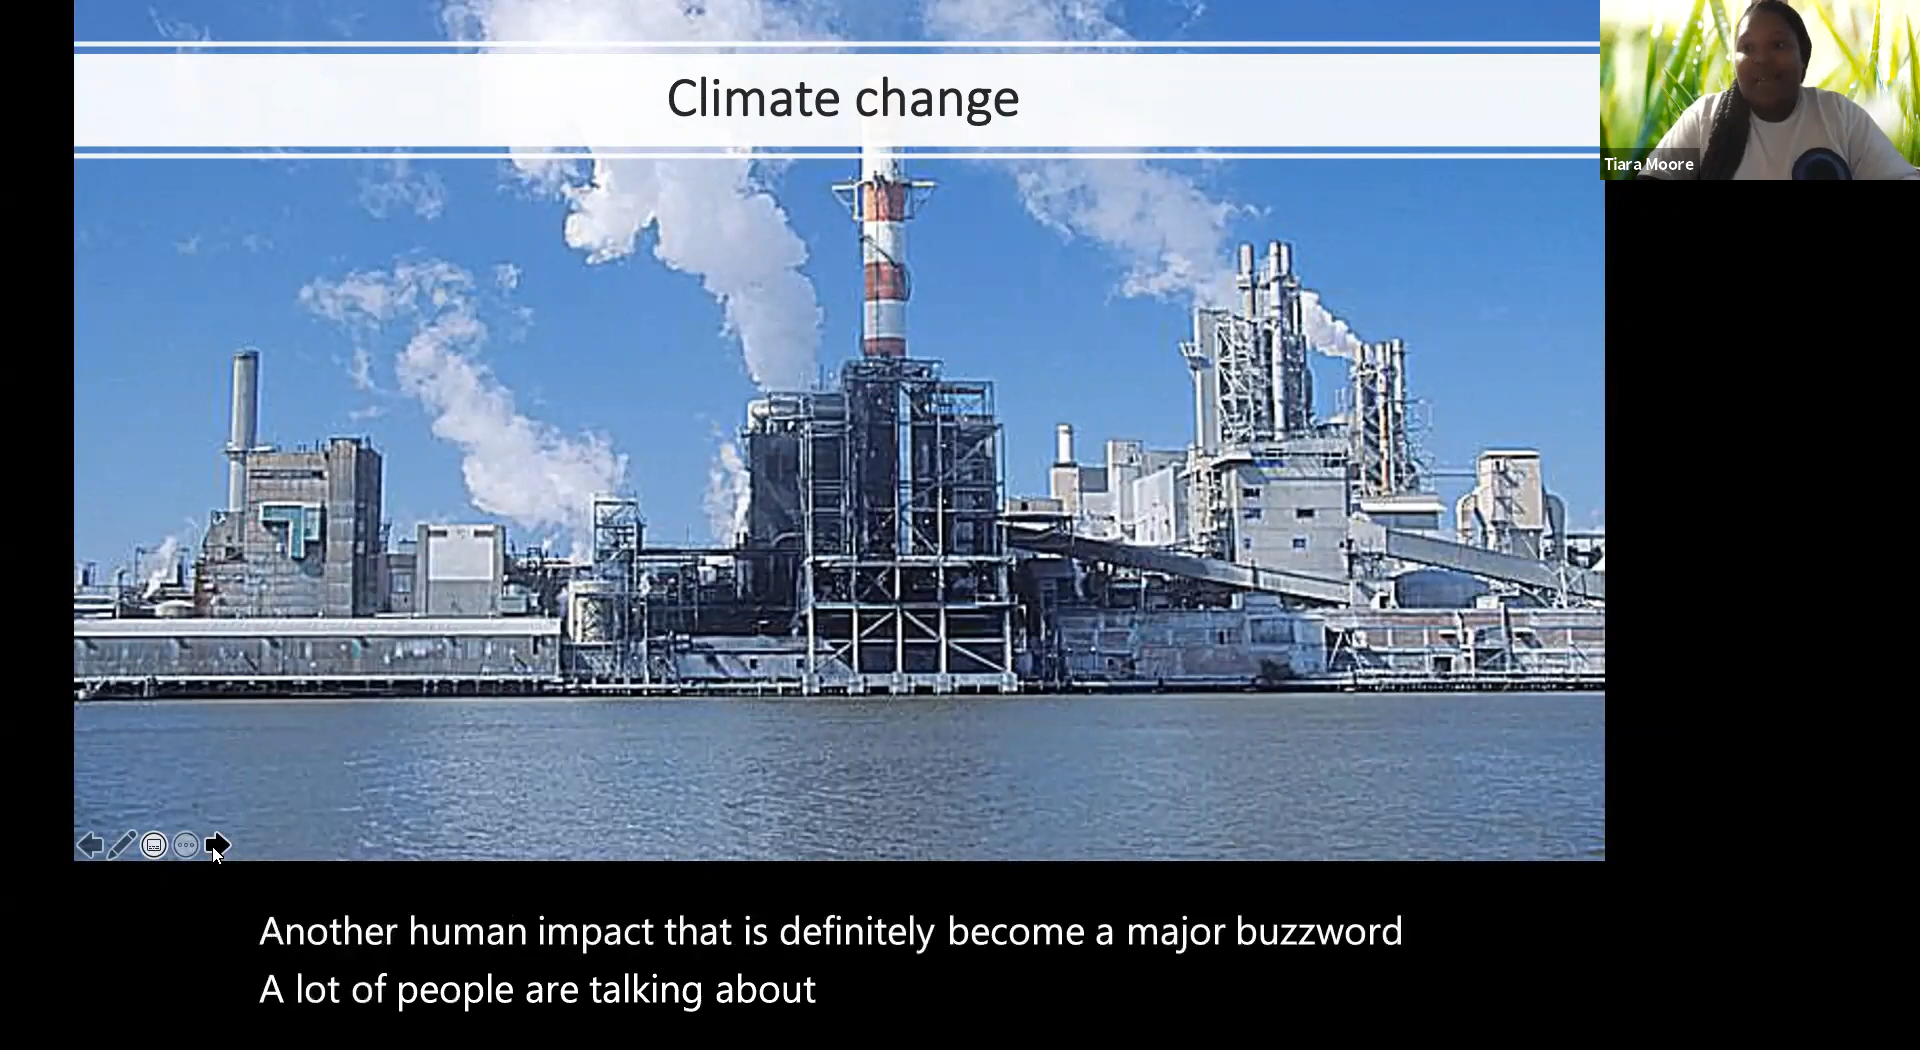 Climate change
Tiara Moore
Another human impact that is definitely become a major buzzword
A lot of people are talking about